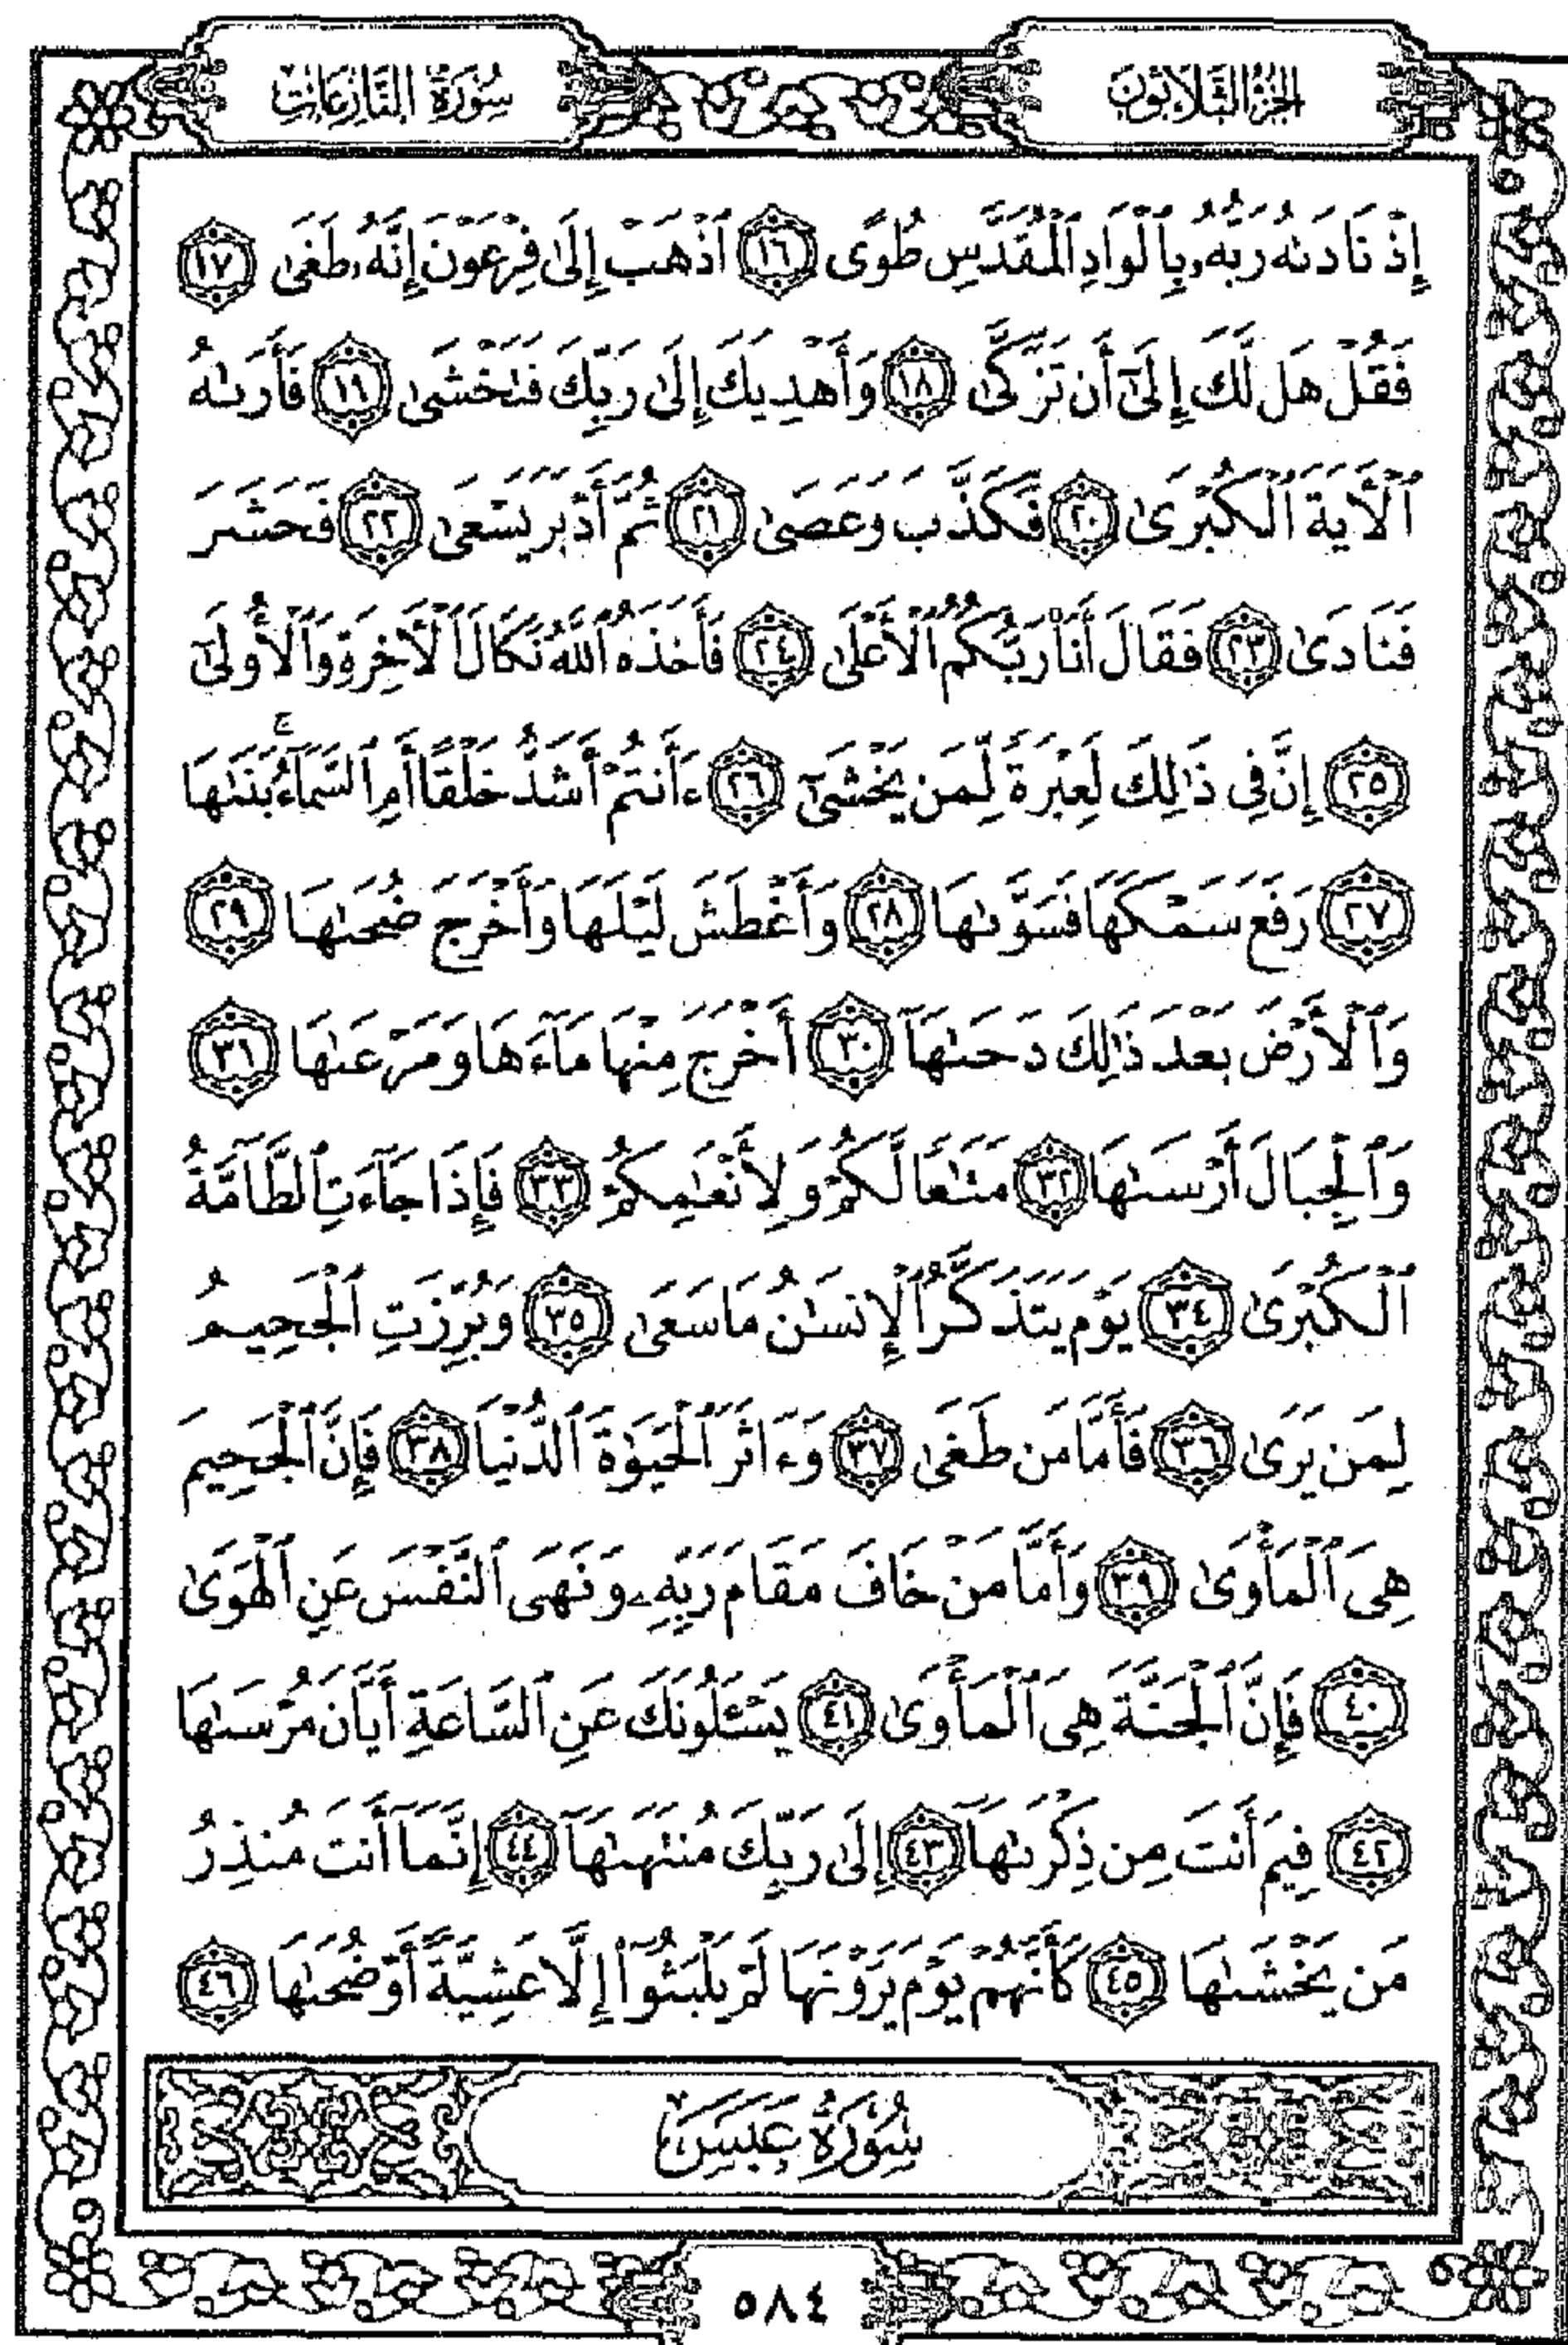 سُورَةُ النَّازِعَاتِ الجُزْءُ الثَّلَاثُونَ
إِذْ نَادَىٰهُ رَبُّهُۥ بِٱلْوَادِ ٱلْمُقَدَّسِ طُوًى ١٦ ٱذْهَبْ إِلَىٰ فِرْعَوْنَ إِنَّهُۥ طَغَىٰ ١٧
فَقُلْ هَل لَّكَ إِلَىٰٓ أَن تَزَكَّىٰ ١٨ وَأَهْدِيَكَ إِلَىٰ رَبِّكَ فَتَخْشَىٰ ١٩ فَأَرَىٰهُ
ٱلْأٓيَةَ ٱلْكُبْرَىٰ ٢٠ فَكَذَّبَ وَعَصَىٰ ٢١ ثُمَّ أَدْبَرَ يَسْعَىٰ ٢٢ فَحَشَرَ
فَنَادَىٰ ٢٣ فَقَالَ أَنَا۠ رَبُّكُمُ ٱلْأَعْلَىٰ ٢٤ فَأَخَذَهُ ٱللَّهُ نَكَالَ ٱلْأٓخِرَةِ وَٱلْأُولَىٰٓ
٢٥ إِنَّ فِى ذَٰلِكَ لَعِبْرَةً لِّمَن يَخْشَىٰٓ ٢٦ ءَأَنتُمْ أَشَدُّ خَلْقًا أَمِ ٱلسَّمَآءُ ۚ بَنَىٰهَا
٢٧ رَفَعَ سَمْكَهَا فَسَوَّىٰهَا ٢٨ وَأَغْطَشَ لَيْلَهَا وَأَخْرَجَ ضُحَىٰهَا ٢٩
وَٱلْأَرْضَ بَعْدَ ذَٰلِكَ دَحَىٰهَآ ٣٠ أَخْرَجَ مِنْهَا مَآءَهَا وَمَرْعَىٰهَا ٣١
وَٱلْجِبَالَ أَرْسَىٰهَا ٣٢ مَتَٰعًا لَّكُمْ وَلِأَنْعَٰمِكُمْ ٣٣ فَإِذَا جَآءَتِ ٱلطَّآمَّةُ
ٱلْكُبْرَىٰ ٣٤ يَوْمَ يَتَذَكَّرُ ٱلْإِنسَٰنُ مَا سَعَىٰ ٣٥ وَبُرِّزَتِ ٱلْجَحِيمُ
لِمَن يَرَىٰ ٣٦ فَأَمَّا مَن طَغَىٰ ٣٧ وَءَاثَرَ ٱلْحَيَوٰةَ ٱلدُّنْيَا ٣٨ فَإِنَّ ٱلْجَحِيمَ
هِىَ ٱلْمَأْوَىٰ ٣٩ وَأَمَّا مَنْ خَافَ مَقَامَ رَبِّهِۦ وَنَهَى ٱلنَّفْسَ عَنِ ٱلْهَوَىٰ
٤٠ فَإِنَّ ٱلْجَنَّةَ هِىَ ٱلْمَأْوَىٰ ٤١ يَسْـَٔلُونَكَ عَنِ ٱلسَّاعَةِ أَيَّانَ مُرْسَىٰهَا
٤٢ فِيمَ أَنتَ مِن ذِكْرَىٰهَآ ٤٣ إِلَىٰ رَبِّكَ مُنتَهَىٰهَآ ٤٤ إِنَّمَآ أَنتَ مُنذِرُ
مَن يَخْشَىٰهَا ٤٥ كَأَنَّهُمْ يَوْمَ يَرَوْنَهَا لَمْ يَلْبَثُوٓا۟ إِلَّا عَشِيَّةً أَوْ ضُحَىٰهَا ٤٦
سُورَةُ عَبَسَ
٥٨٤